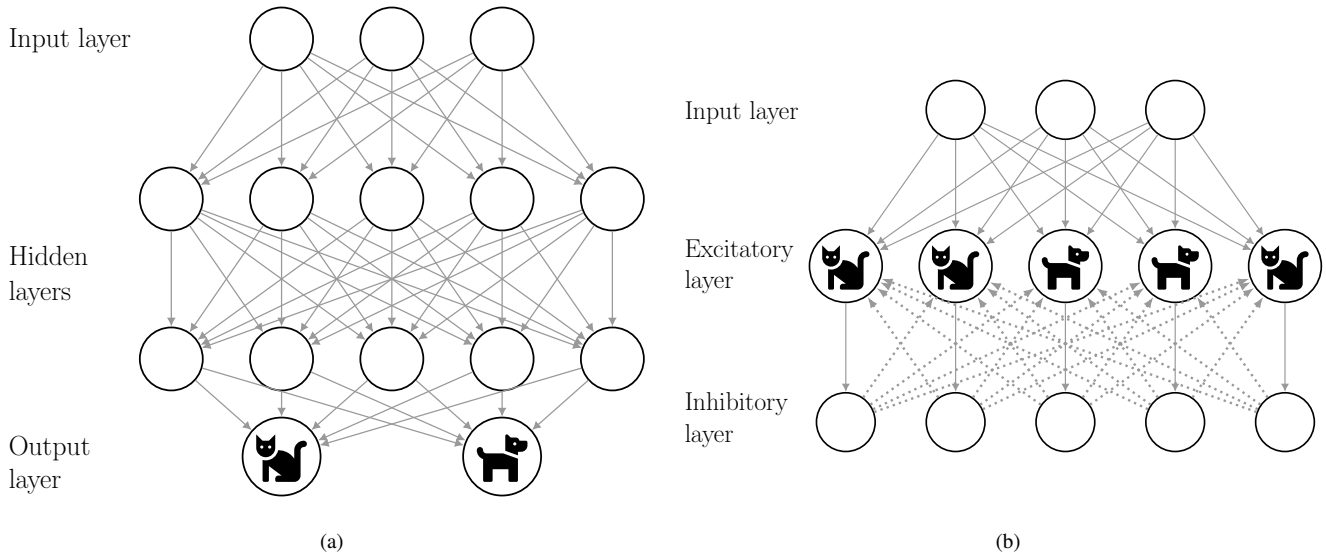 Input layer
Hidden
layers
Output
layer
(a)
Input layer
Excitatory
layer
Inhibitory
layer
(b)